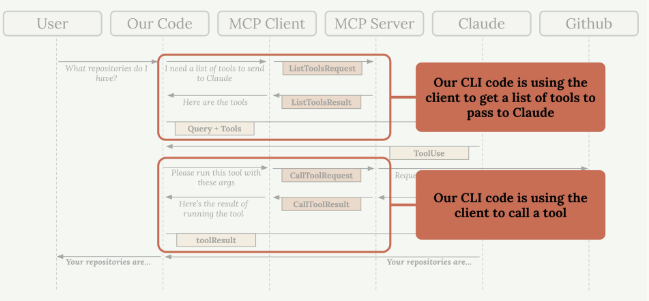 User
Our Code
MCP Client
MCP Server
Claude
Github
What repositories do I
have?
I need a list of tools to send
to Claude
ListToolsRequest
Here are the tools
ListToolsResult
Query + Tools
Our CLI code is using the
client to get a list of tools to
pass to Claude
ToolUse
Please run this tool with
these args
CallToolRequest
Here's the result of
running the tool
CallToolResult
toolResult
Our CLI code is using the
client to call a tool
Your repositories are...
Your repositories are...